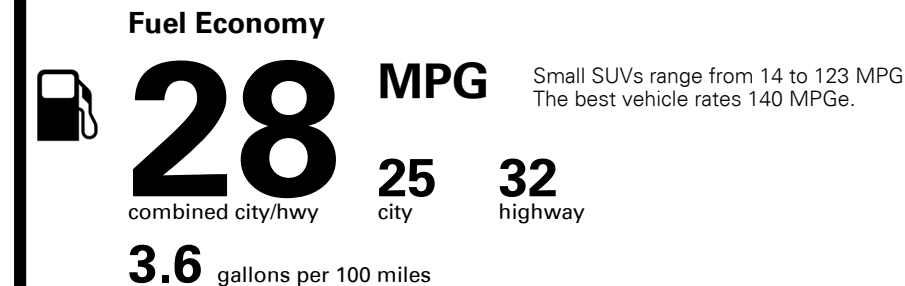 Fuel Economy
28 MPG
Small SUVs range from 14 to 123 MPG
The best vehicle rates 140 MPGe.
combined city/hwy
25
city
32
highway
3.6 gallons per 100 miles